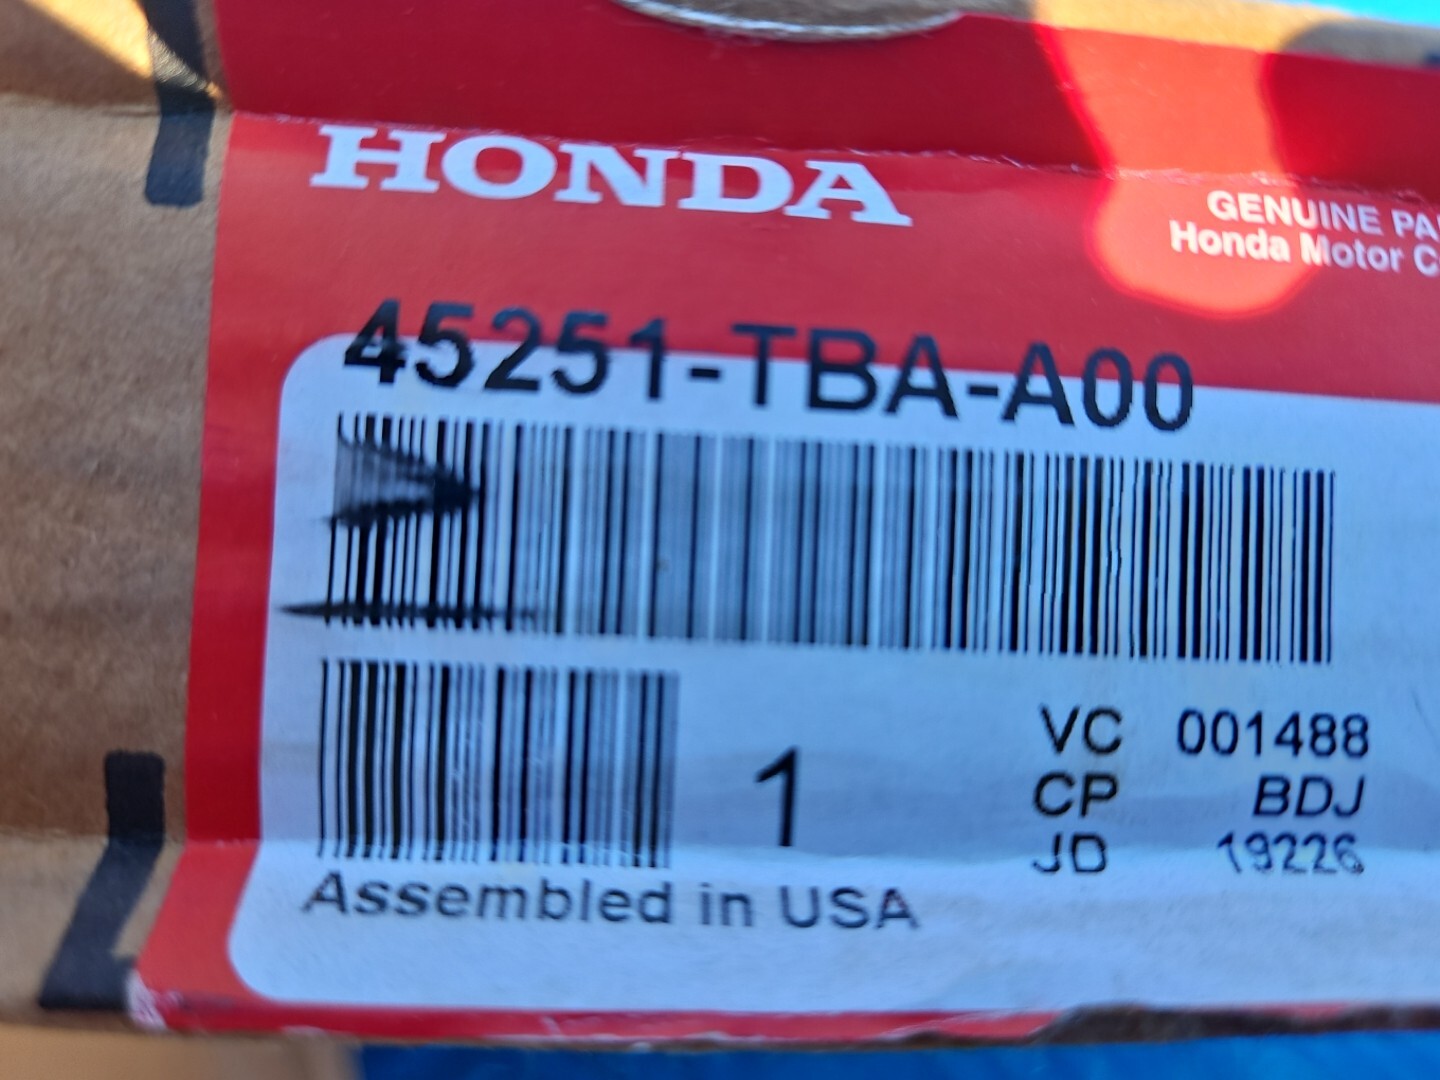 HONDA
GENUINE PA
Honda Motor C
45251-TBA-A00
1
VC 001488
CP BDJ
JD 19226
Assembled in USA